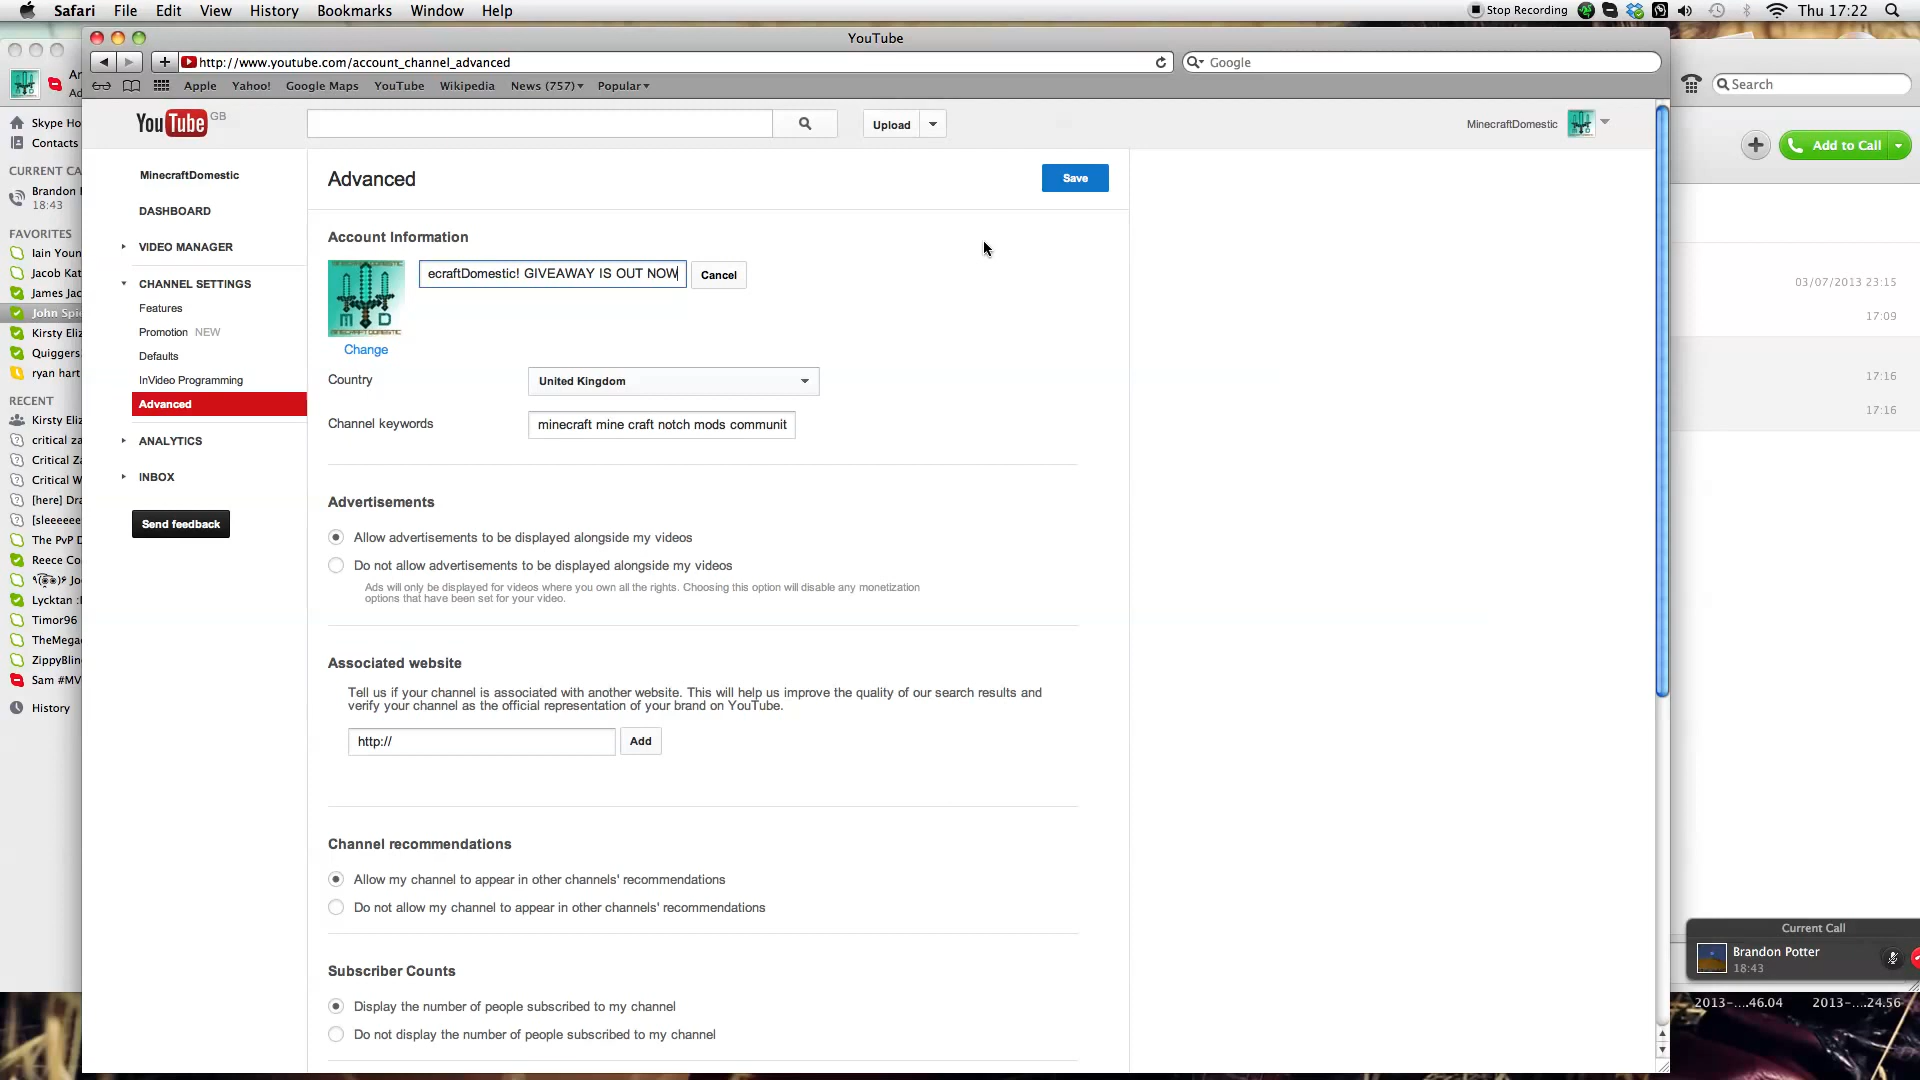 Safari File Edit View History Bookmarks Window Help
Stop Recording
Thu 17:22
YouTube
http://www.youtube.com/account_channel_advanced
Google
Apple Yahoo! Google Maps YouTube Wikipedia News (757) Popular
Search
Add to Call
Skype Ho
Contacts
CURRENT CA
Brandon
18:43
FAVORITES
Iain Youn
Jacob Kat
James Jac
John Spie
Kirsty Eliz
Quiggers
ryan hart
RECENT
Kirsty Eliz
critical za
Critical Za
Critical W
[here] Dra
[sleeeeee
The PvP D
Reece Co
Lycktan :
Timor96
TheMega
ZippyBlin
Sam #MV
History
YouTube GB
Upload
MinecraftDomestic
MinecraftDomestic
DASHBOARD
VIDEO MANAGER
CHANNEL SETTINGS
Features
Promotion NEW
Defaults
InVideo Programming
Advanced
ANALYTICS
INBOX
Send feedback
Advanced
Save
Account Information
ecraftDomestic! GIVEAWAY IS OUT NOW
Cancel
M D
MINECRAFT DOMESTIC
Change
Country
United Kingdom
Channel keywords
minecraft mine craft notch mods communit
Advertisements
Allow advertisements to be displayed alongside my videos
Do not allow advertisements to be displayed alongside my videos
Ads will only be displayed for videos where you own all the rights. Choosing this option will disable any monetization
options that have been set for your video.
Associated website
Tell us if your channel is associated with another website. This will help us improve the quality of our search results and
verify your channel as the official representation of your brand on YouTube.
http://
Add
Channel recommendations
Allow my channel to appear in other channels' recommendations
Do not allow my channel to appear in other channels' recommendations
Subscriber Counts
Display the number of people subscribed to my channel
Do not display the number of people subscribed to my channel
03/07/2013 23:15
17:09
17:16
17:16
Current Call
Brandon Potter
18:43
2013-....46.04 2013-....24.56